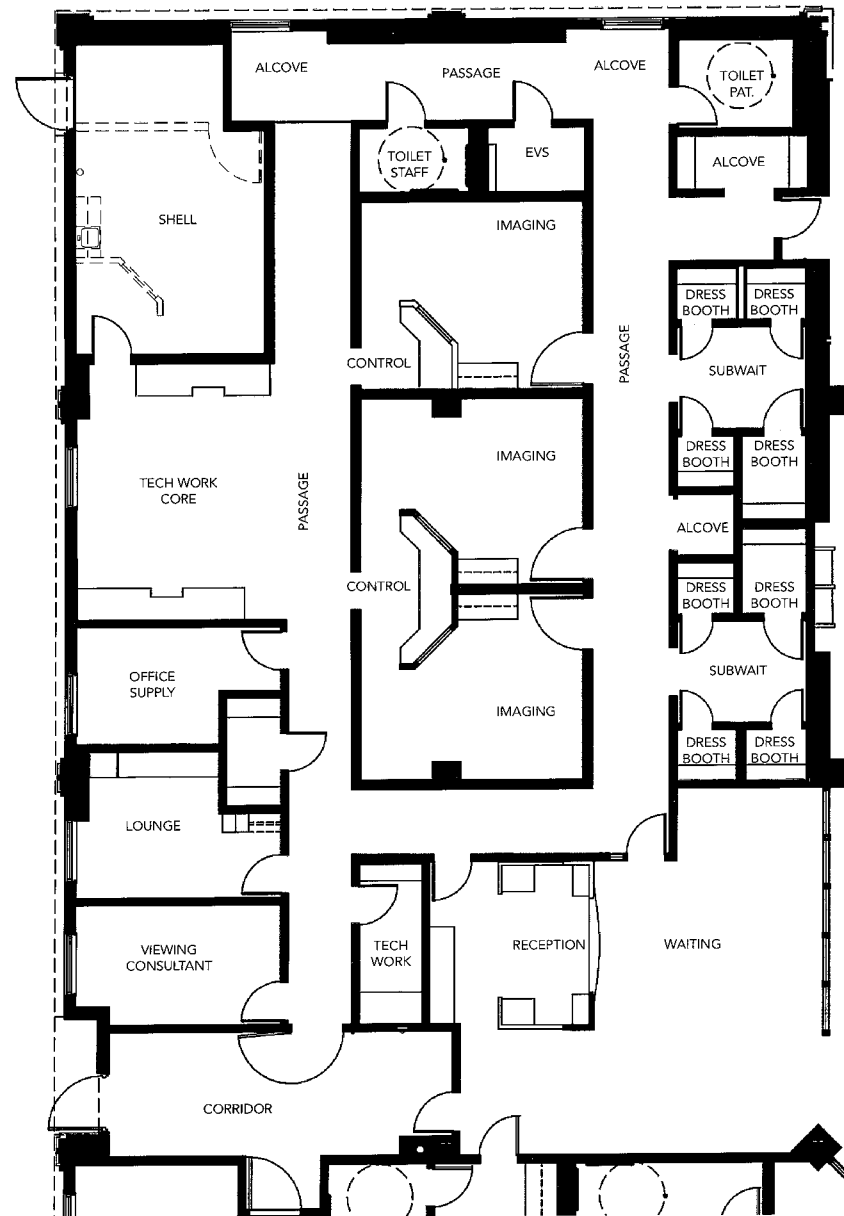 ALCOVE
PASSAGE
ALCOVE
TOILET
PAT.
TOILET
STAFF
EVS
ALCOVE
SHELL
IMAGING
DRESS
BOOTH
DRESS
BOOTH
PASSAGE
CONTROL
SUBWAIT
IMAGING
DRESS
BOOTH
DRESS
BOOTH
TECH WORK
CORE
PASSAGE
ALCOVE
CONTROL
DRESS
BOOTH
DRESS
BOOTH
OFFICE
SUPPLY
SUBWAIT
IMAGING
DRESS
BOOTH
DRESS
BOOTH
LOUNGE
VIEWING
CONSULTANT
TECH
WORK
RECEPTION
WAITING
CORRIDOR